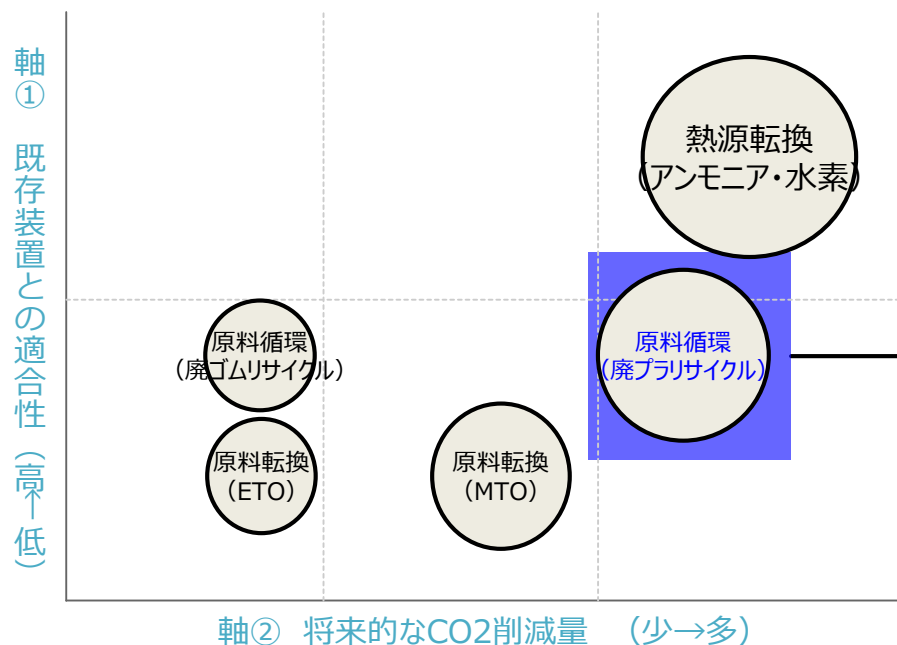 軸① 既存装置との適合性（高←低）
熱源転換
（アンモニア・水素）
原料循環
（廃ゴムリサイクル）
原料循環
（廃プラリサイクル）
原料転換
（ETO）
原料転換
（MTO）
軸② 将来的なCO2削減量 （少→多）